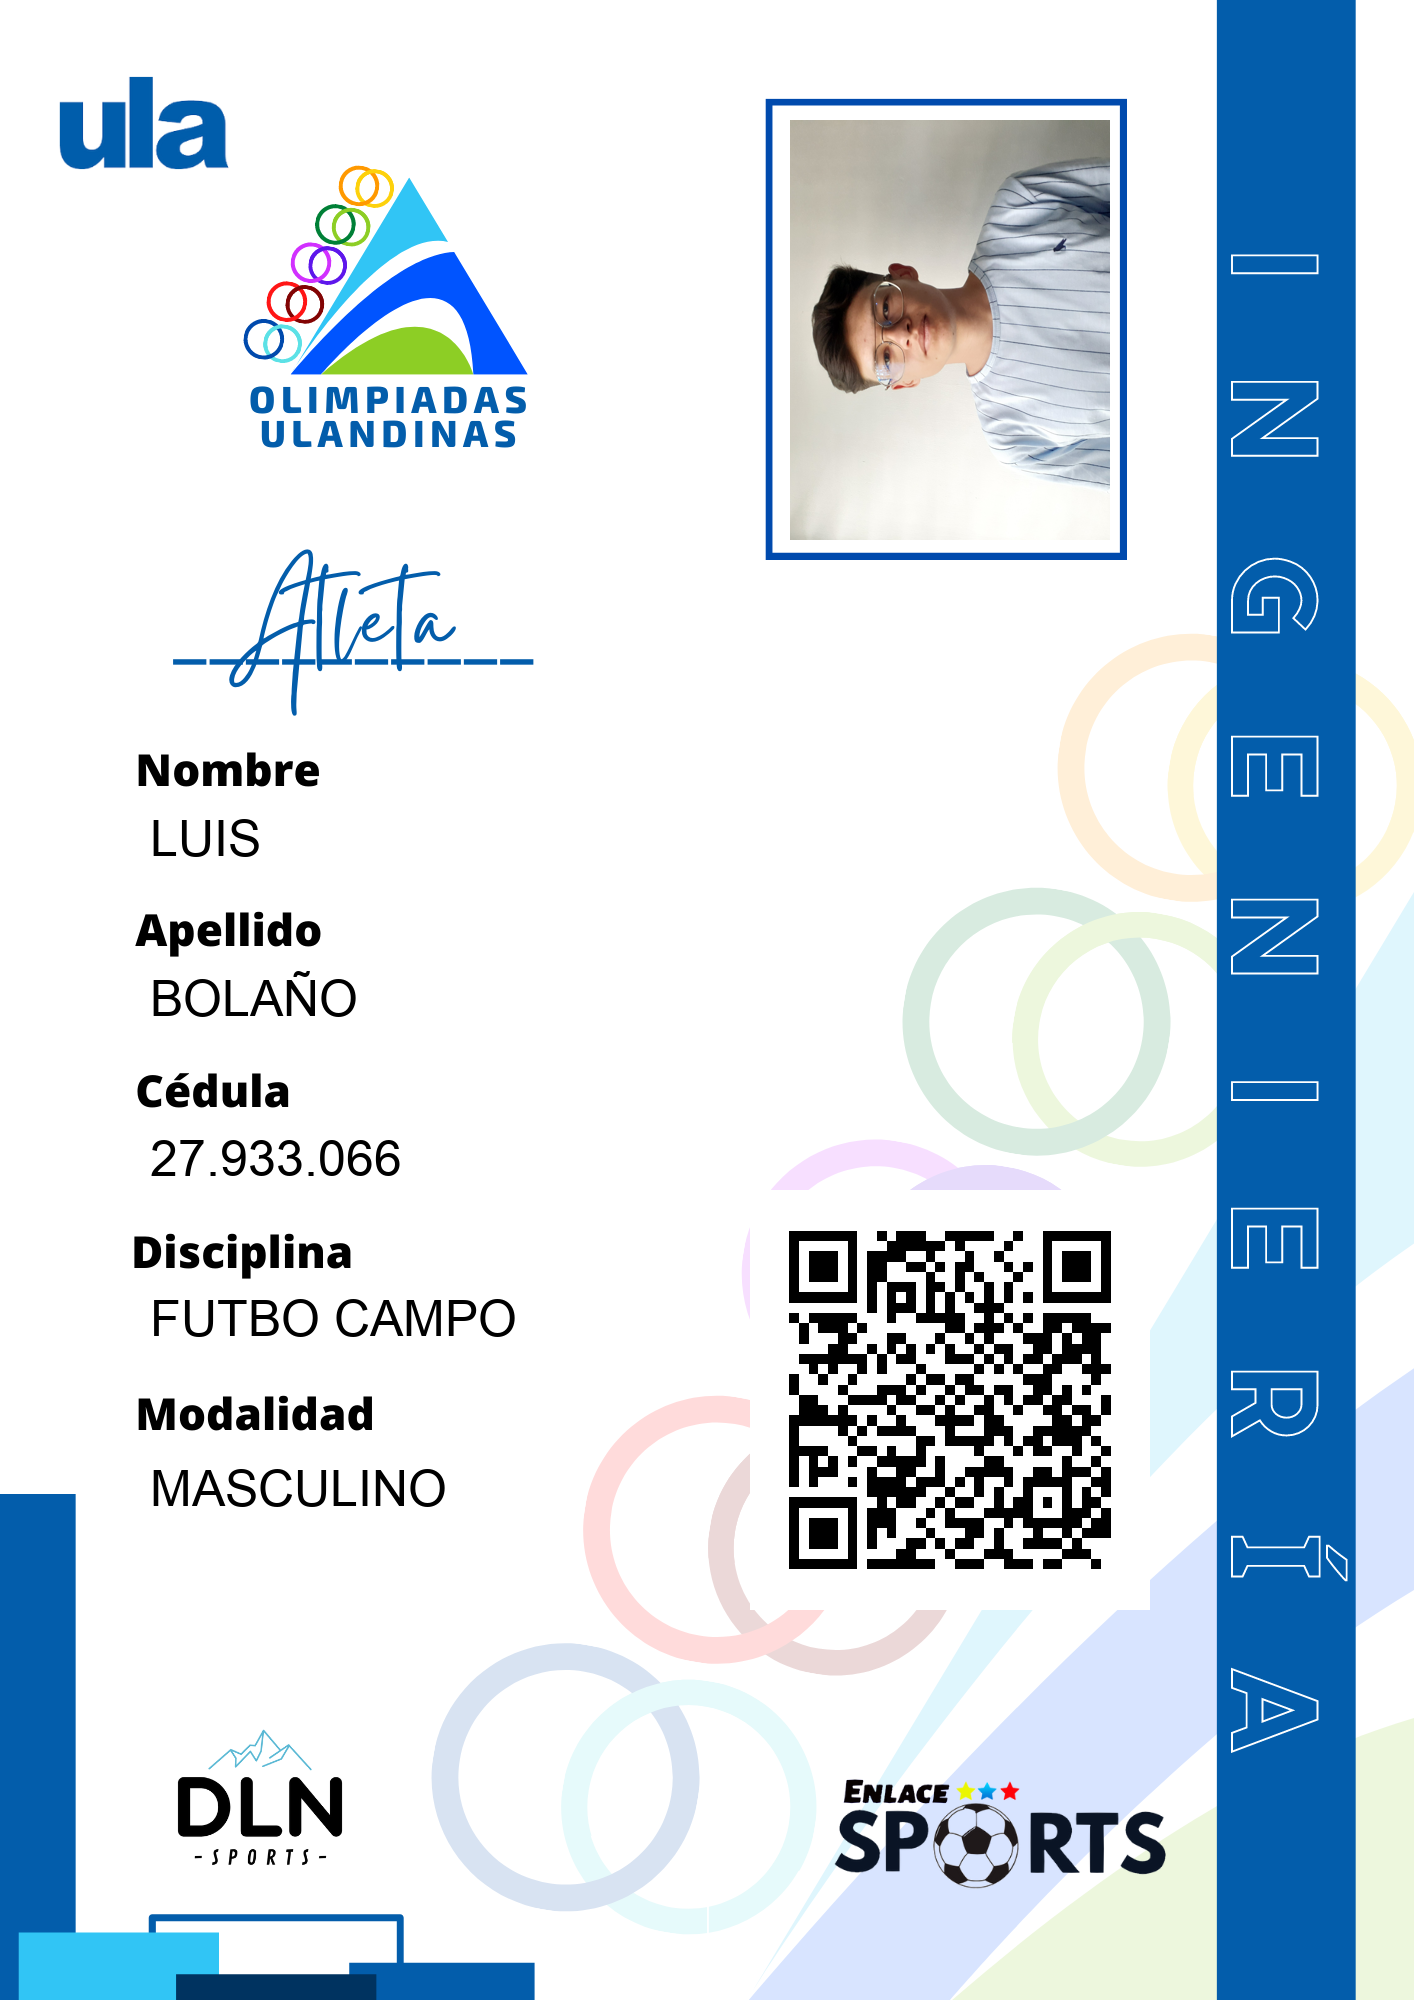 ula
OLIMPIADAS
ULANDINAS
Atleta
Nombre
LUIS
Apellido
BOLAÑO
Cédula
27.933.066
Disciplina
FUTBO CAMPO
Modalidad
MASCULINO
DLN
-SPORTS-
ENLACE
SPORTS
INGENIERÍA